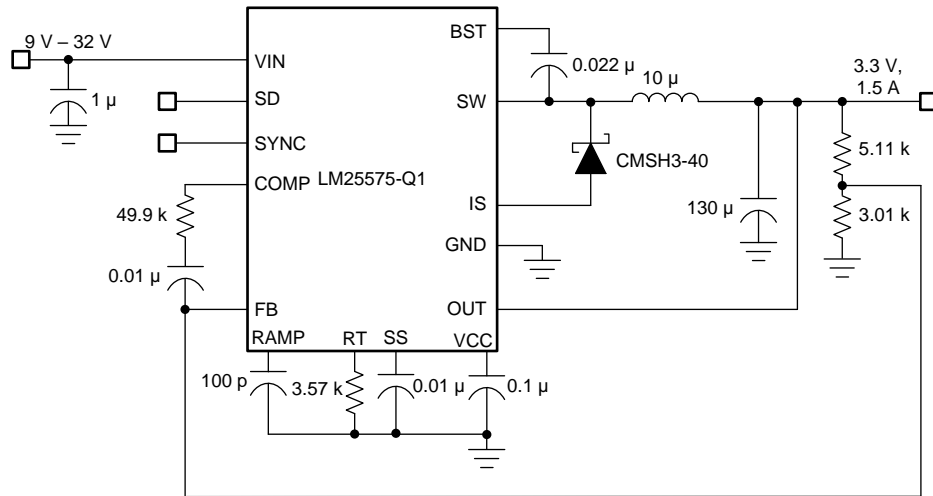 BST
9 V – 32 V
VIN
0.022 µ
10 µ
3.3 V,
1.5 A
1 µ
SD
SW
SYNC
5.11 k
CMSH3-40
COMP
LM25575-Q1
49.9 k
IS
130 µ
3.01 k
GND
0.01 µ
FB
OUT
RAMP
RT
SS
VCC
100 p
3.57 k
0.01 µ
0.1 µ